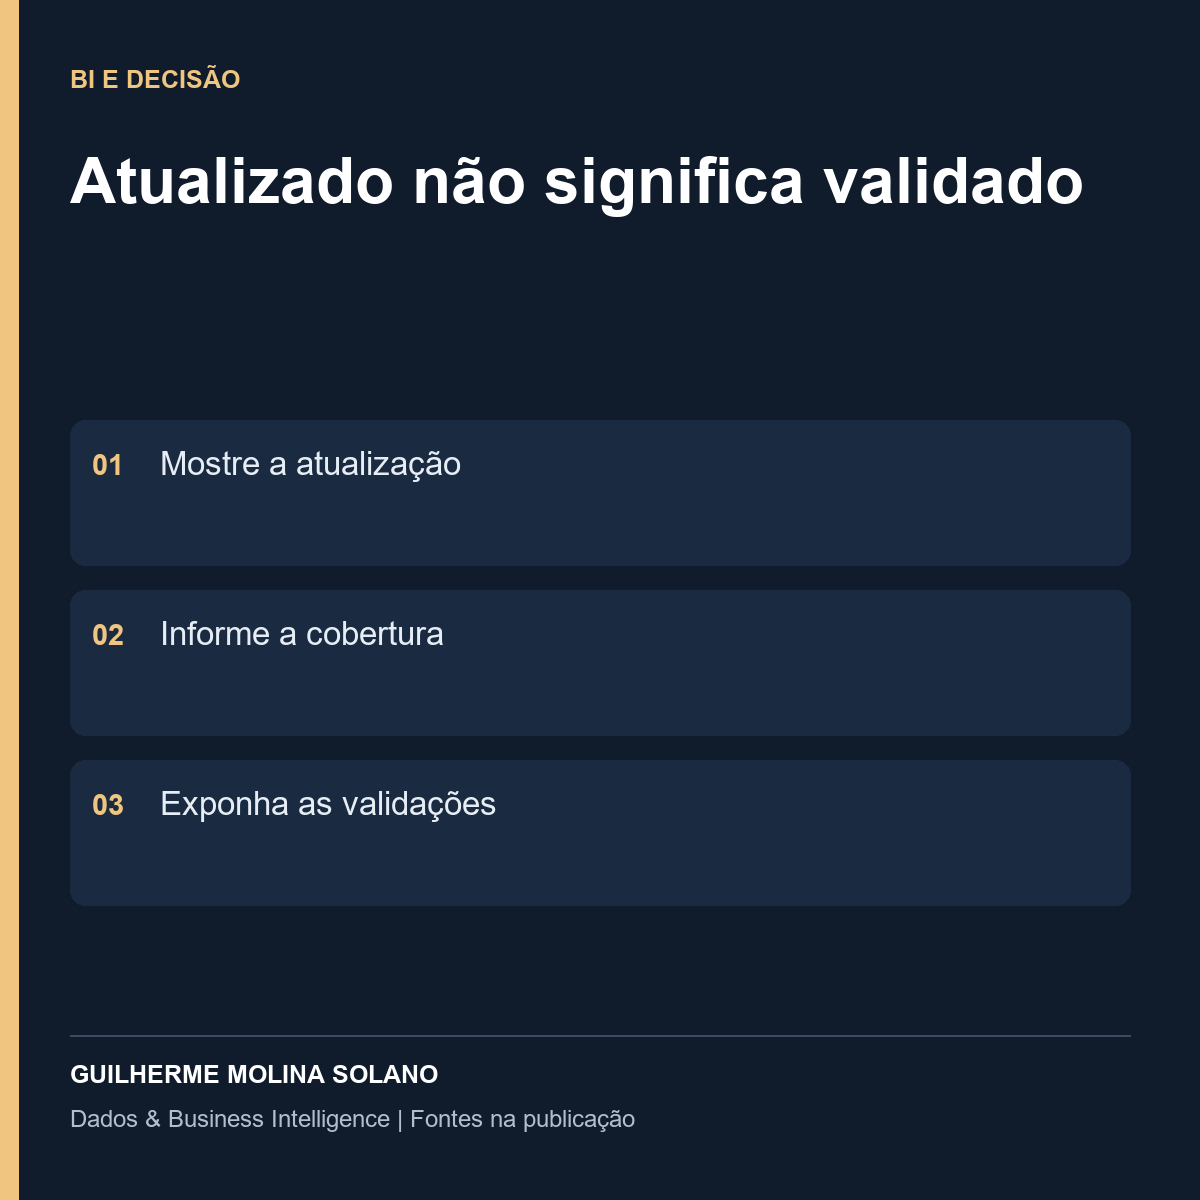 BI E DECISÃO
Atualizado não significa validado
01 Mostre a atualização
02 Informe a cobertura
03 Exponha as validações
GUILHERME MOLINA SOLANO
Dados & Business Intelligence | Fontes na publicação